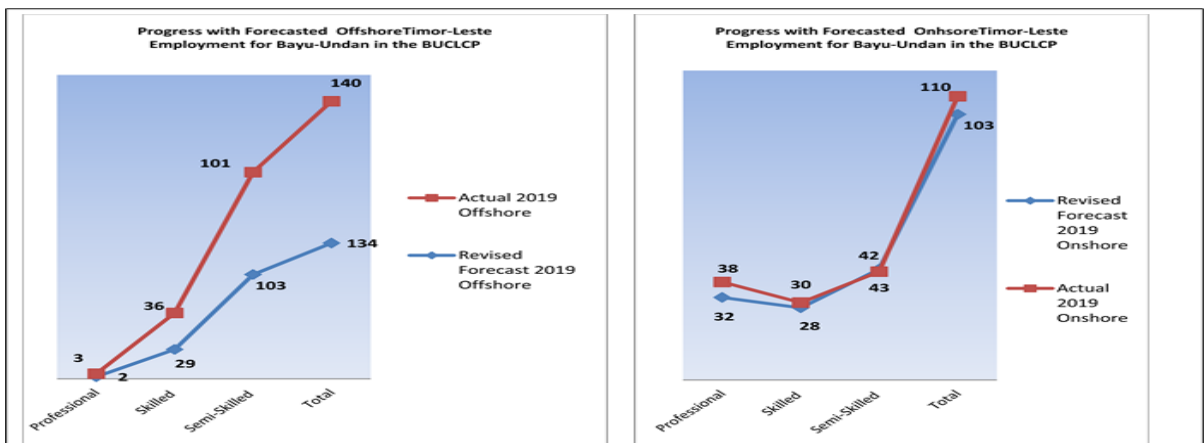 Progress with Forecasted OffshoreTimor-Leste
Employment for Bayu-Undan in the BUCLCP
140
101
134
103
36
29
3
2
Professional
Skilled
Semi-Skilled
Total
Actual 2019
Offshore
Revised
Forecast 2019
Offshore
Progress with Forecasted OnhsoreTimor-Leste
Employment for Bayu-Undan in the BUCLCP
110
103
42
43
38
30
32
28
Professional
Skilled
Semi-Skilled
Total
Revised
Forecast
2019
Onshore
Actual
2019
Onshore